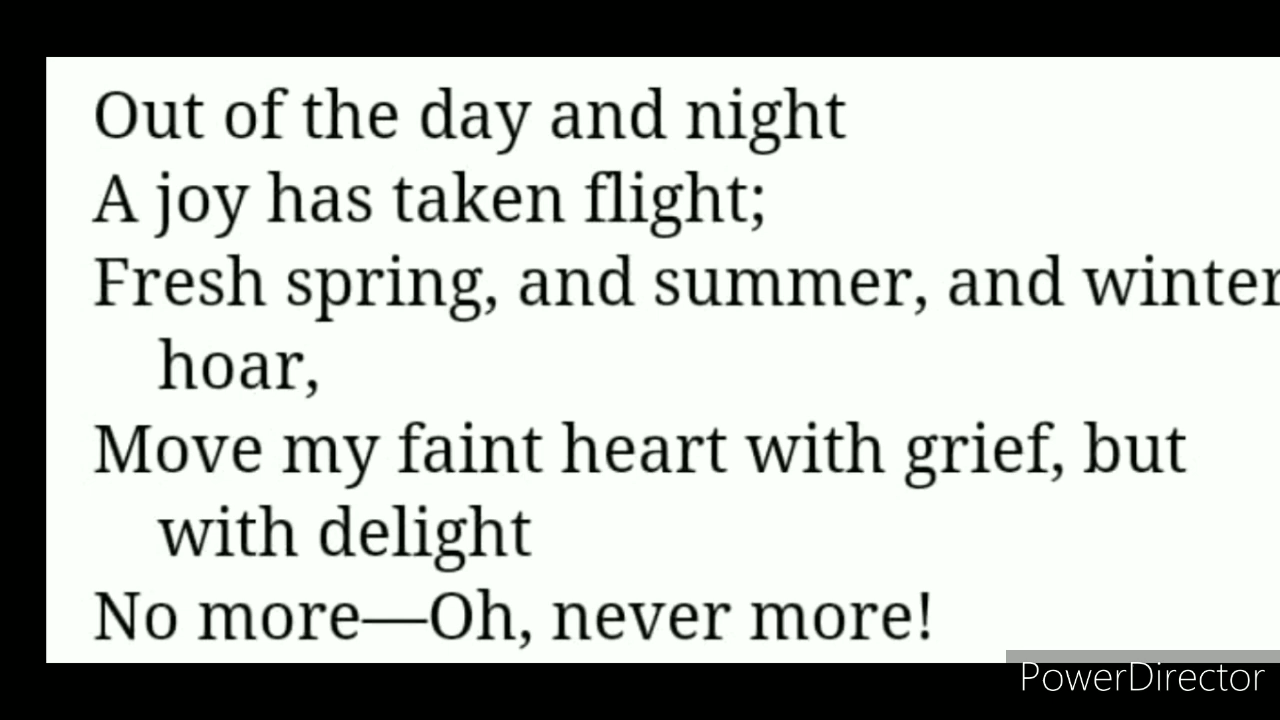 Out of the day and night
A joy has taken flight;
Fresh spring, and summer, and winter
hoar,
Move my faint heart with grief, but
with delight
No more—Oh, never more!
PowerDirector